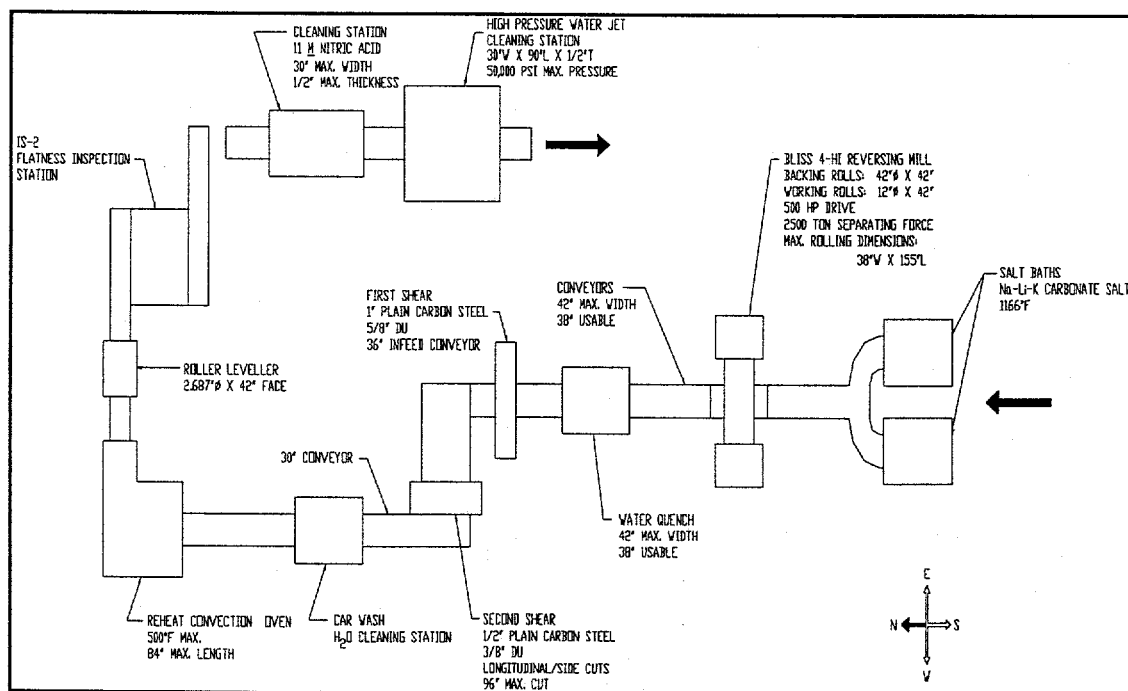 CLEANING STATION
11 M NITRIC ACID
30" MAX. WIDTH
1/2" MAX. THICKNESS
HIGH PRESSURE WATER JET
CLEANING STATION
30"W X 90"L X 1/2"T
50,000 PSI MAX. PRESSURE
IS-2
FLATNESS INSPECTION
STATION
BLISS 4-HI REVERSING MILL
BACKING ROLLS: 42"ø X 42"
WORKING ROLLS: 12"ø X 42"
500 HP DRIVE
2500 TON SEPARATING FORCE
MAX. ROLLING DIMENSIONS:
38"W X 155"L
SALT BATHS
Na-Li-K CARBONATE SALT
1166°F
FIRST SHEAR
1" PLAIN CARBON STEEL
5/8" DU
36" INFEED CONVEYOR
CONVEYORS
42" MAX. WIDTH
38" USABLE
ROLLER LEVELLER
2.687"ø X 42" FACE
30" CONVEYOR
WATER QUENCH
42" MAX. WIDTH
38" USABLE
REHEAT CONVECTION OVEN
500°F MAX.
84" MAX. LENGTH
CAR WASH
H2O CLEANING STATION
SECOND SHEAR
1/2" PLAIN CARBON STEEL
3/8" DU
LONGITUDINAL/SIDE CUTS
96" MAX. CUT
E
N S
W